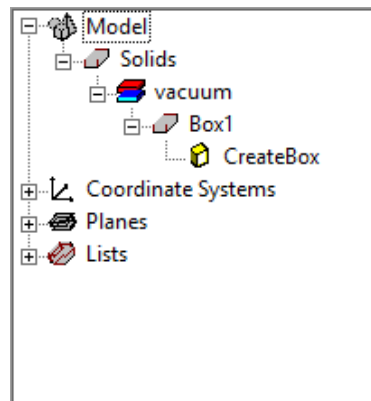 Model
Solids
vacuum
Box1
CreateBox
Coordinate Systems
Planes
Lists